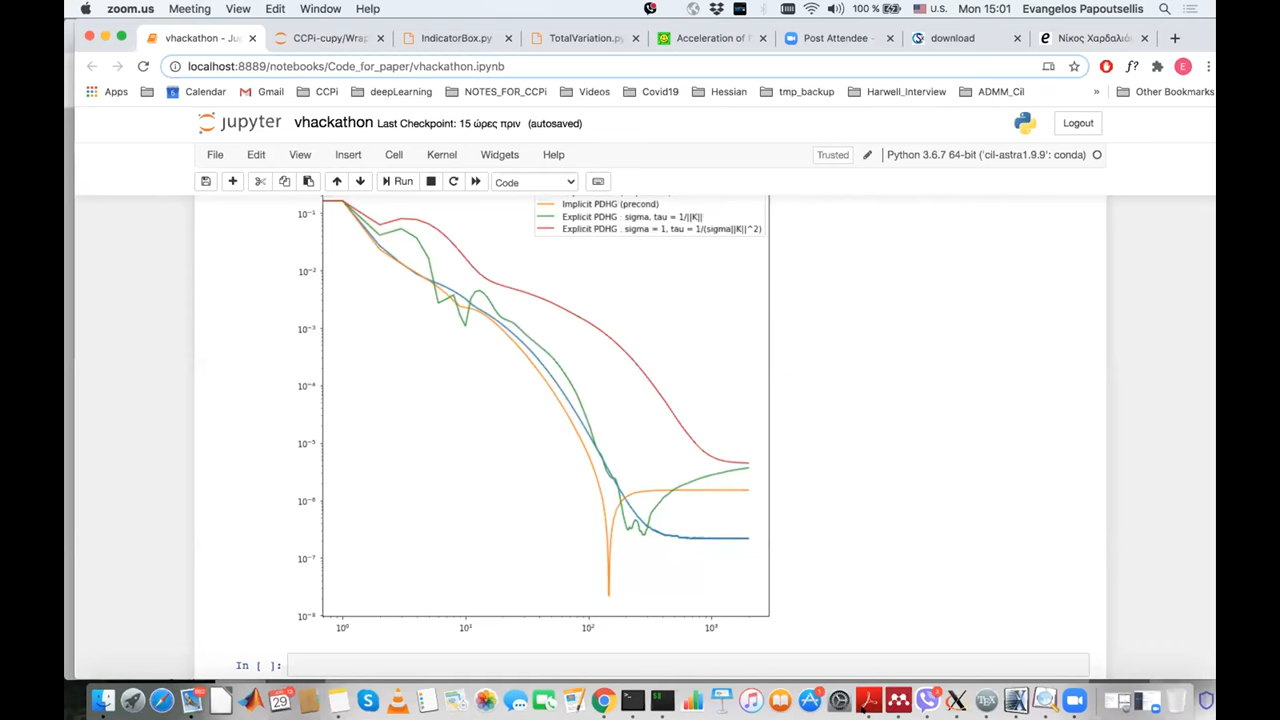 zoom.us Meeting View Edit Window Help 100 % U.S. Mon 15:01 Evangelos Papoutsellis
vhackathon - Ju CCPi-cupy/Wrap IndicatorBox.py TotalVariation.py Acceleration of Post Attendee - download Νίκος Χαρδαλιά
localhost:8889/notebooks/Code_for_paper/vhackathon.ipynb
Apps Calendar Gmail CCPi deepLearning NOTES_FOR_CCPi Videos Covid19 Hessian tmp_backup Harwell_Interview ADMM_Cil » Other Bookmarks
jupyter vhackathon Last Checkpoint: 15 ώρες πριν (autosaved) Logout
File Edit View Insert Cell Kernel Widgets Help Trusted Python 3.6.7 64-bit ('cil-astra1.9.9': conda)
Run Code
Implicit PDHG (precond)
Explicit PDHG : sigma, tau = 1/||K||
Explicit PDHG : sigma = 1, tau = 1/(sigma||K||^2)
10⁻¹
10⁻²
10⁻³
10⁻⁴
10⁻⁵
10⁻⁶
10⁻⁷
10⁻⁸
10⁰ 10¹ 10² 10³
In [ ]: